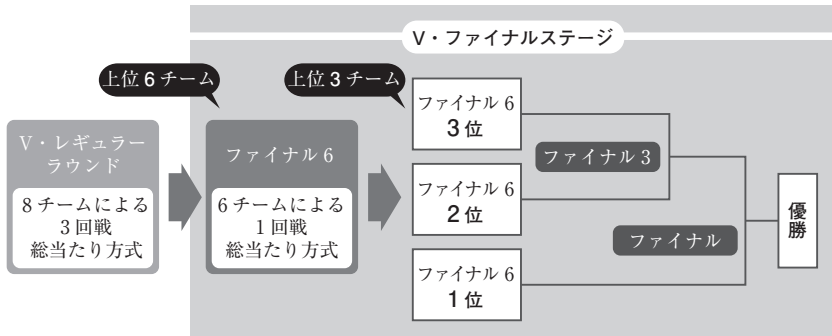 V・ファイナルステージ
上位6チーム
上位3チーム
V・レギュラー
ラウンド
8チームによる
3回戦
総当たり方式
ファイナル6
6チームによる
1回戦
総当たり方式
ファイナル6
3位
ファイナル6
2位
ファイナル6
1位
ファイナル3
ファイナル
優勝